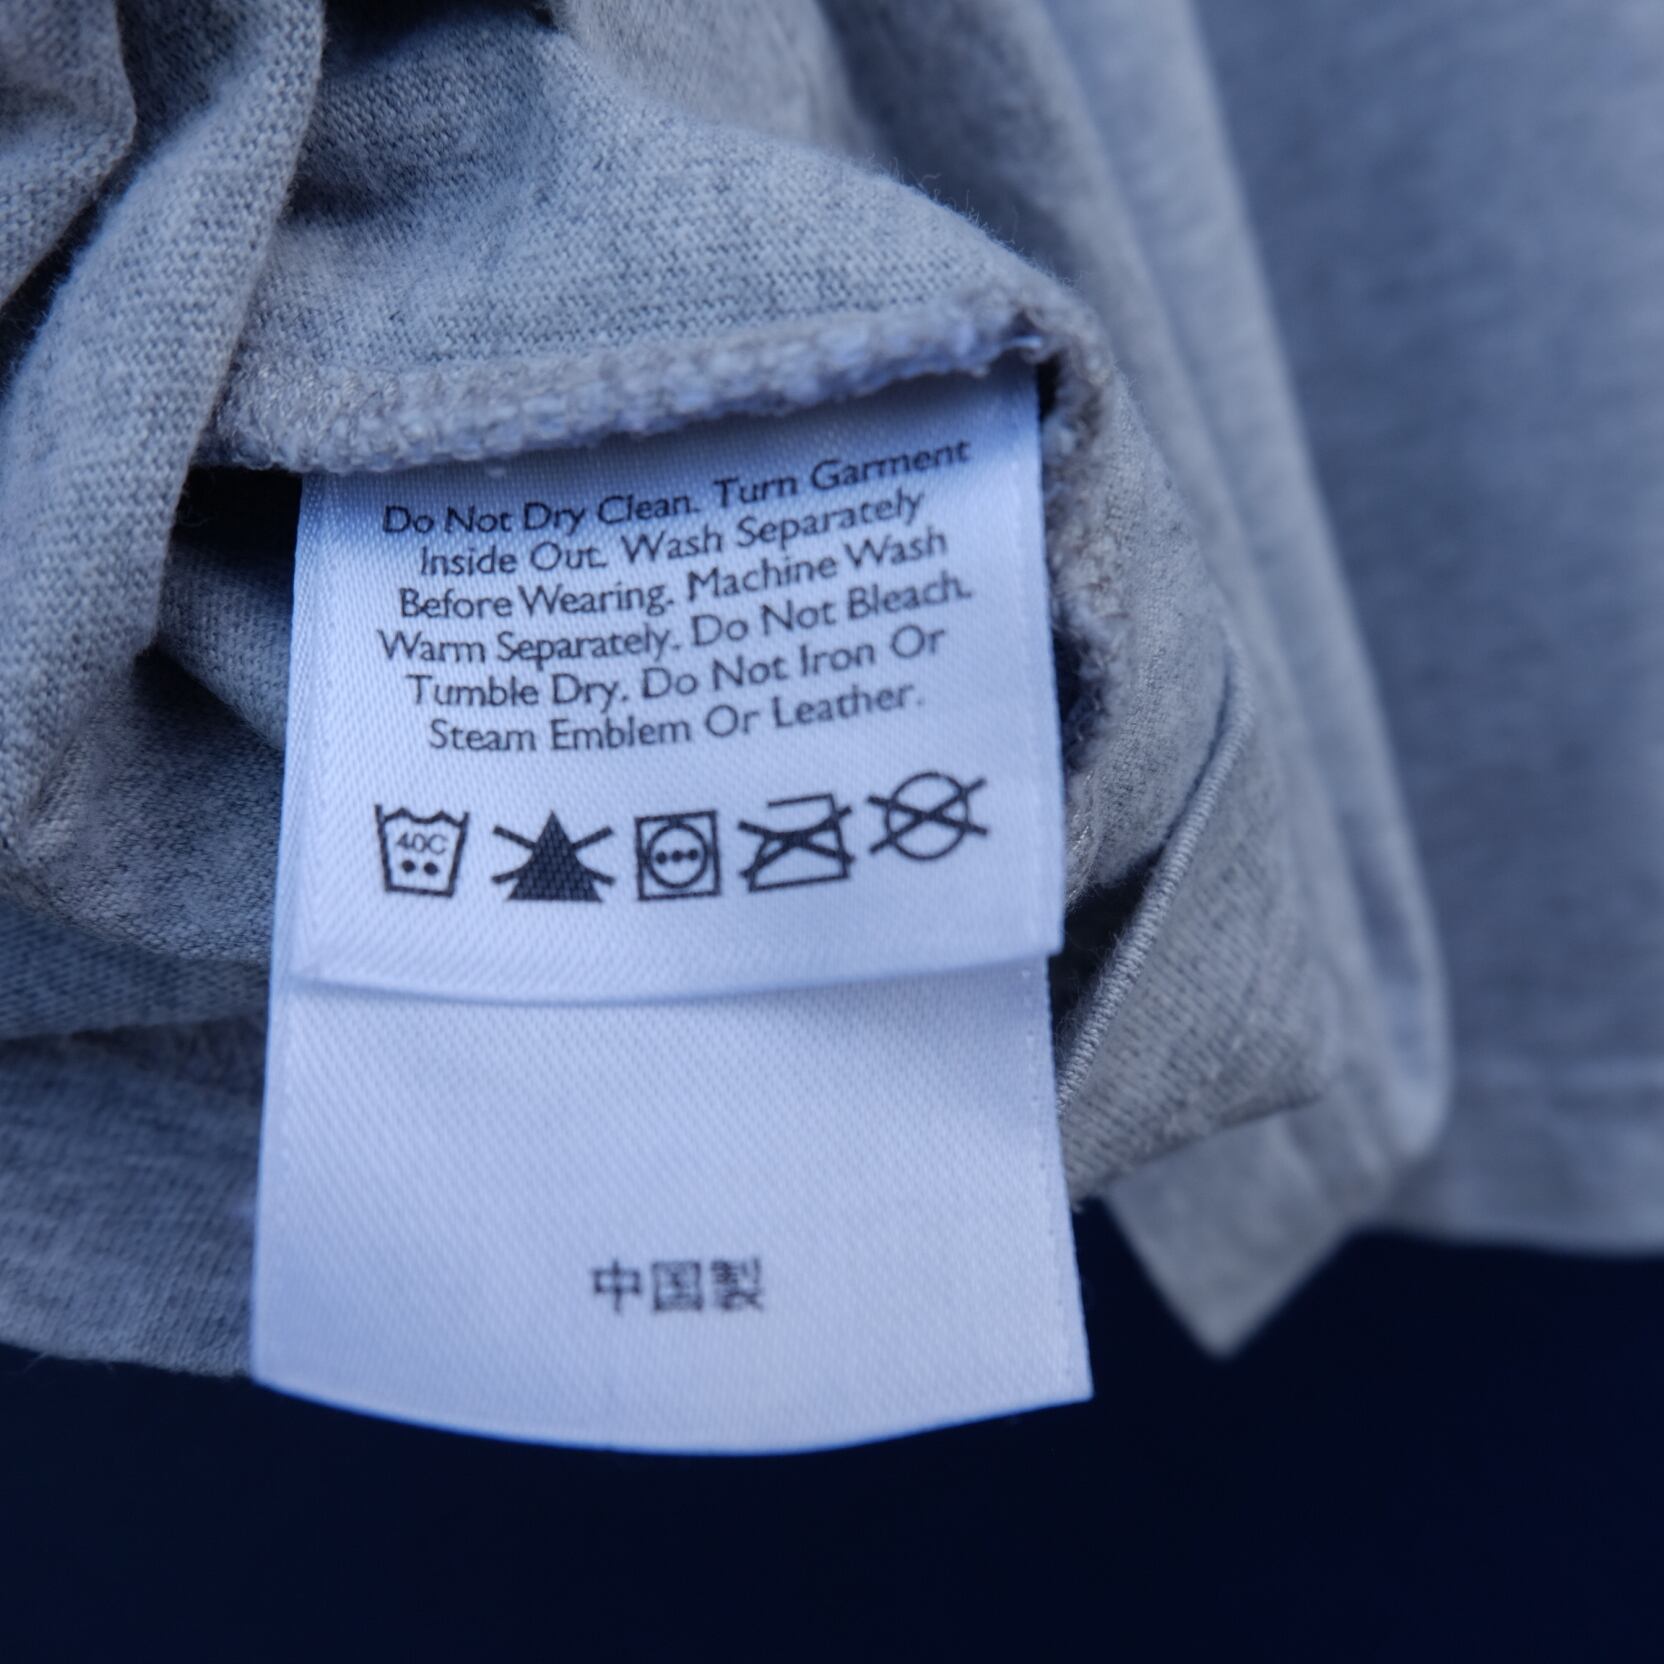 Do Not Dry Clean. Turn Garment
Inside Out. Wash Separately
Before Wearing. Machine Wash
Warm Separately. Do Not Bleach.
Tumble Dry. Do Not Iron Or
Steam Emblem Or Leather.
40C
中国製